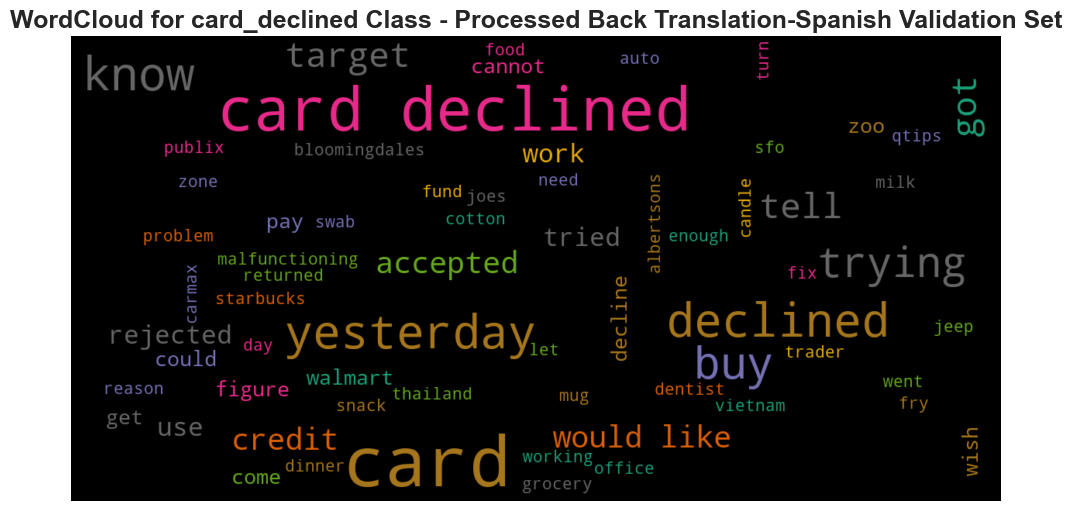 WordCloud for card_declined Class - Processed Back Translation-Spanish Validation Set
know
target
food
cannot
auto
turn
got
card declined
zoo
qtips
publix
bloomingdales
work
sfo
zone
fund
joes
need
milk
candle
albertsons
tell
pay
swab
cotton
problem
tried
enough
malfunctioning
returned
accepted
fix
trying
carmax
starbucks
rejected
yesterday
decline
declined
jeep
could
day
let
buy
trader
reason
figure
walmart
thailand
snack
mug
dentist
vietnam
went
fry
get
use
credit
would like
wish
come
dinner
card
working
office
grocery